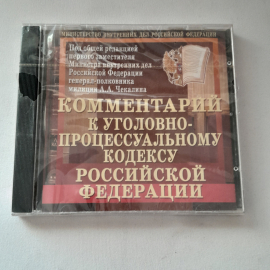 МИНИСТЕРСТВО ВНУТРЕННИХ ДЕЛ РОССИЙСКОЙ ФЕДЕРАЦИИ
Под общей редакцией
первого заместителя
Министра внутренних дел
Российской Федерации
генерал-полковника
милиции А.А. Чекалина
КОММЕНТАРИЙ
К УГОЛОВНО-
ПРОЦЕССУАЛЬНОМУ
КОДЕКСУ
РОССИЙСКОЙ
ФЕДЕРАЦИИ